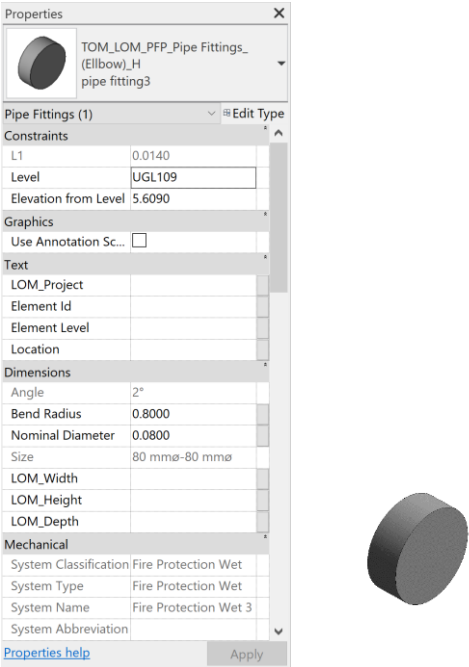 Properties
TOM_LOM_PFP_Pipe Fittings_
(Ellbow)_H
pipe fitting3
Pipe Fittings (1)
Edit Type
Constraints
L1 0.0140
Level UGL109
Elevation from Level 5.6090
Graphics
Use Annotation Sc...
Text
LOM_Project
Element Id
Element Level
Location
Dimensions
Angle 2°
Bend Radius 0.8000
Nominal Diameter 0.0800
Size 80 mmø-80 mmø
LOM_Width
LOM_Height
LOM_Depth
Mechanical
System Classification Fire Protection Wet
System Type Fire Protection Wet
System Name Fire Protection Wet 3
System Abbreviation
Properties help
Apply